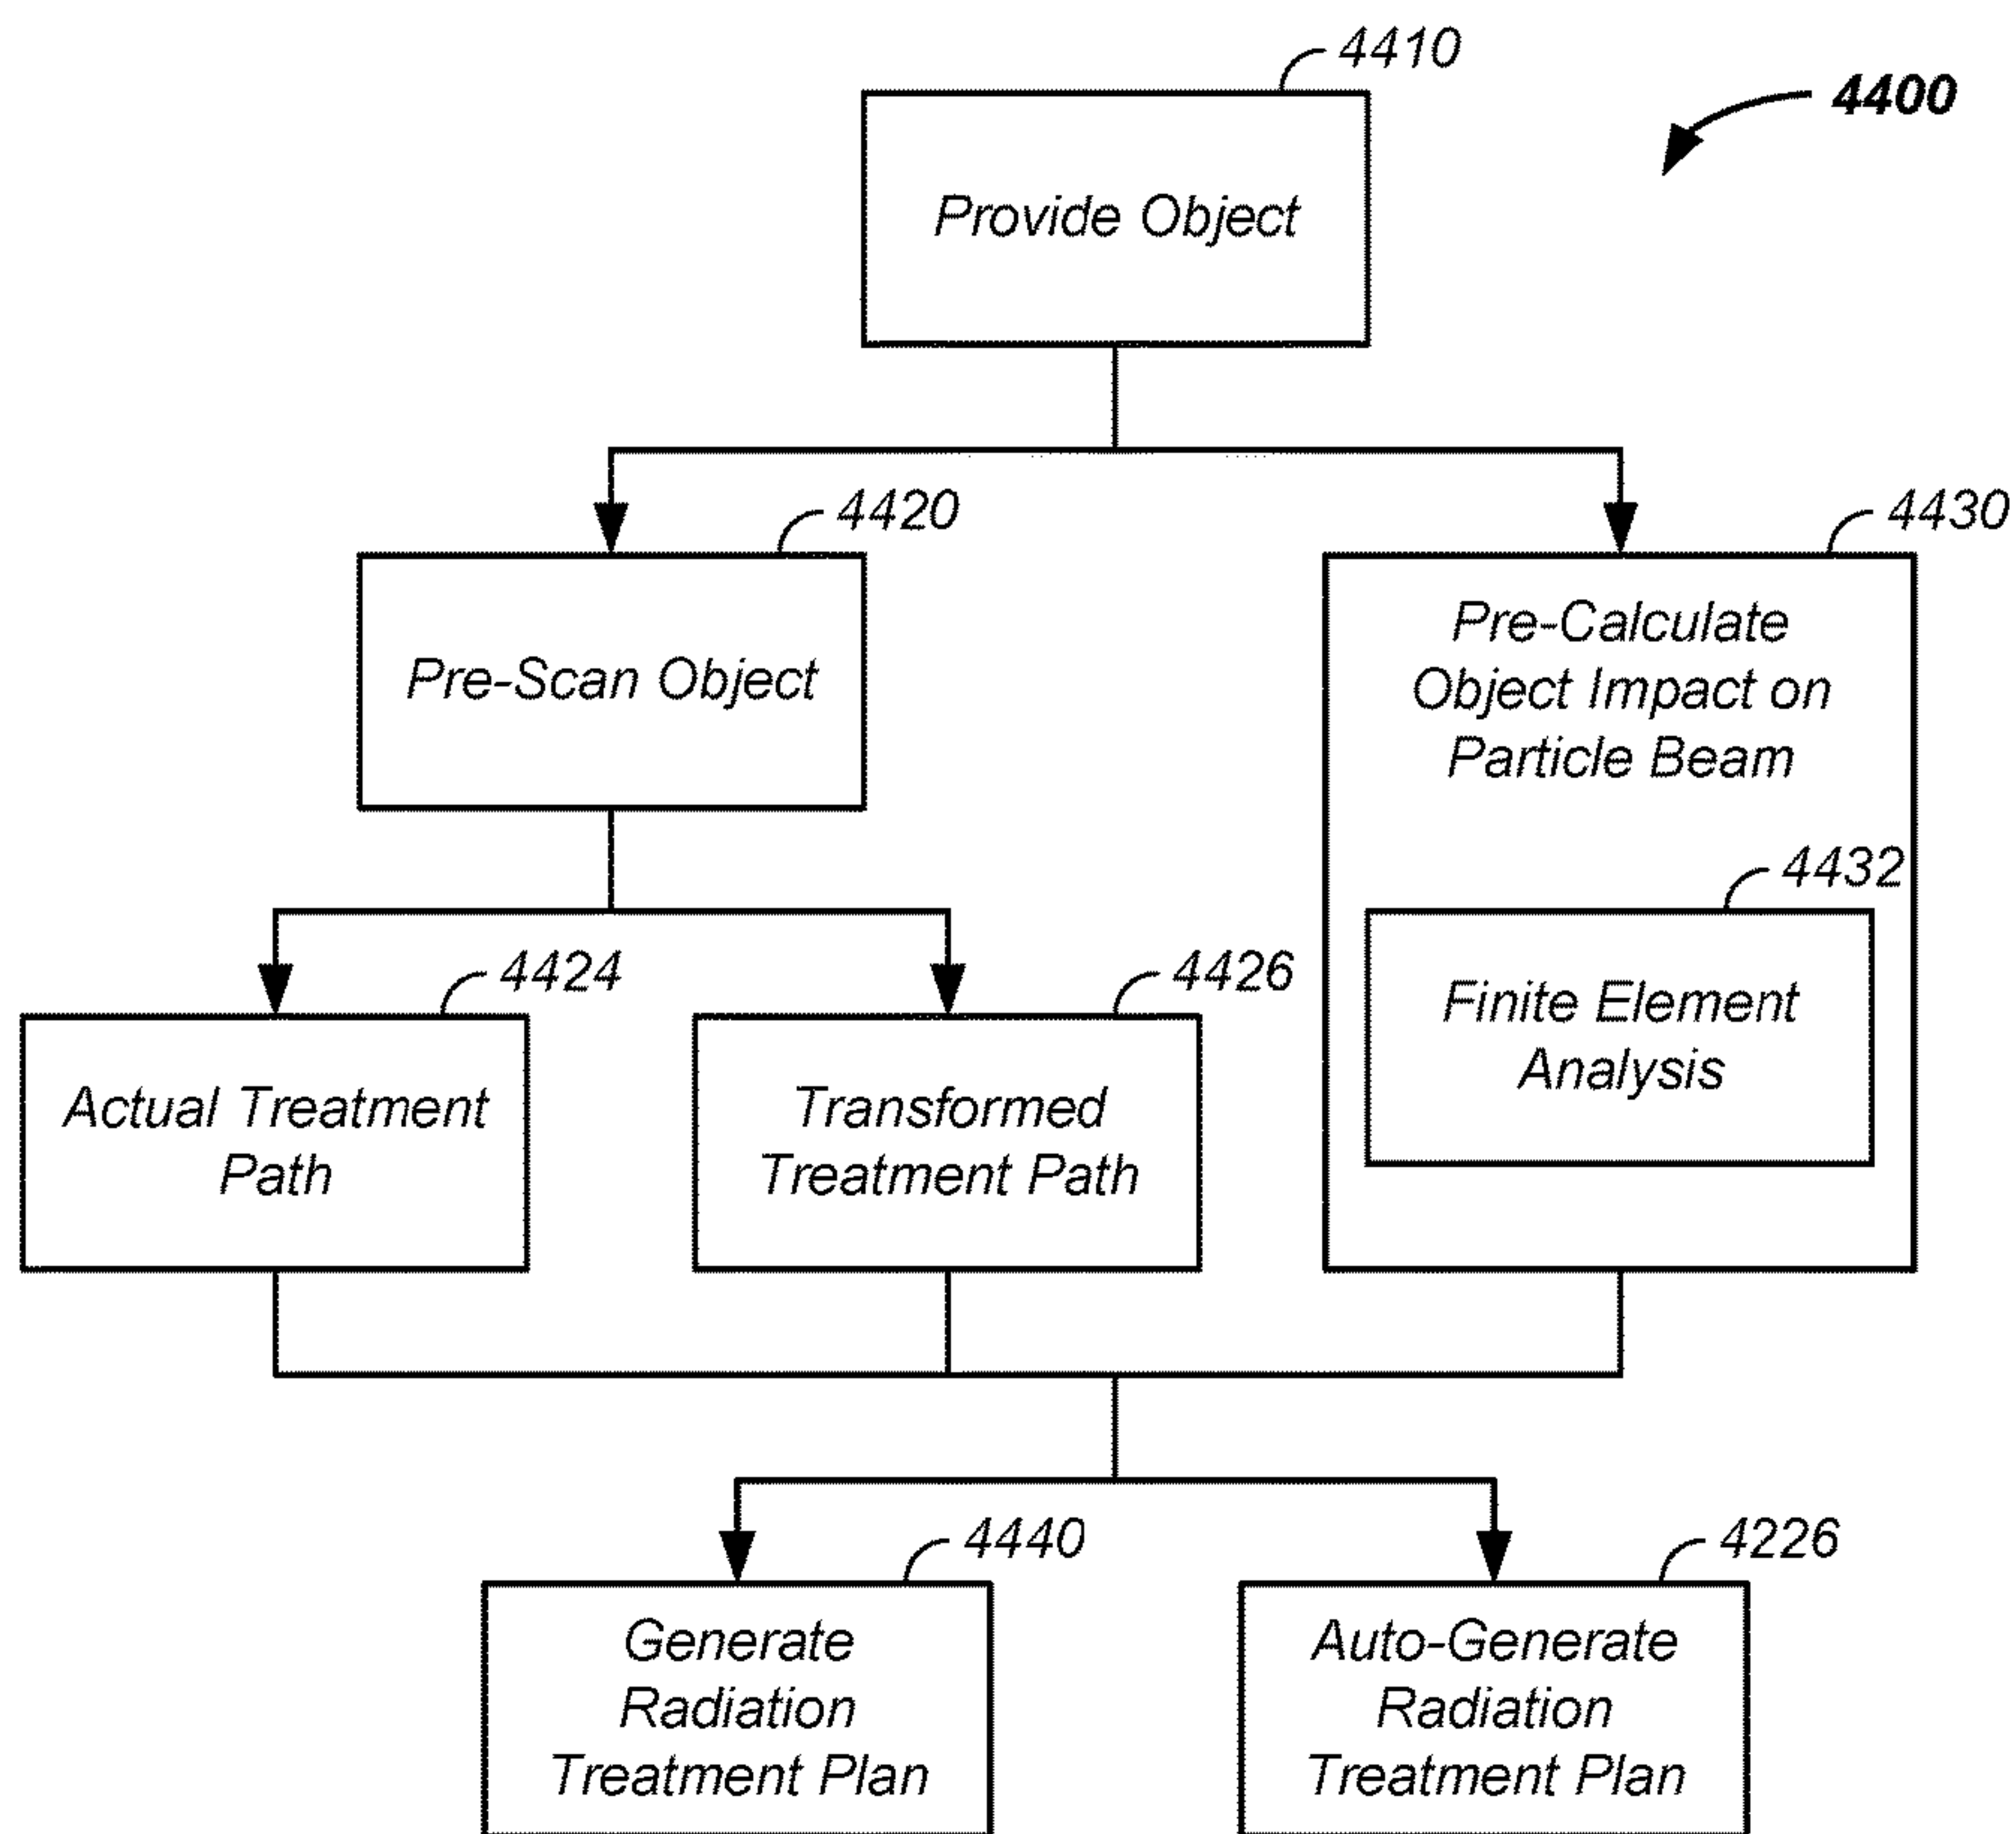 4410
4400
Provide Object
4420
4430
Pre-Scan Object
Pre-Calculate
Object Impact on
Particle Beam
4432
Finite Element
Analysis
4424
4426
Actual Treatment
Path
Transformed
Treatment Path
4440
4226
Generate
Radiation
Treatment Plan
Auto-Generate
Radiation
Treatment Plan